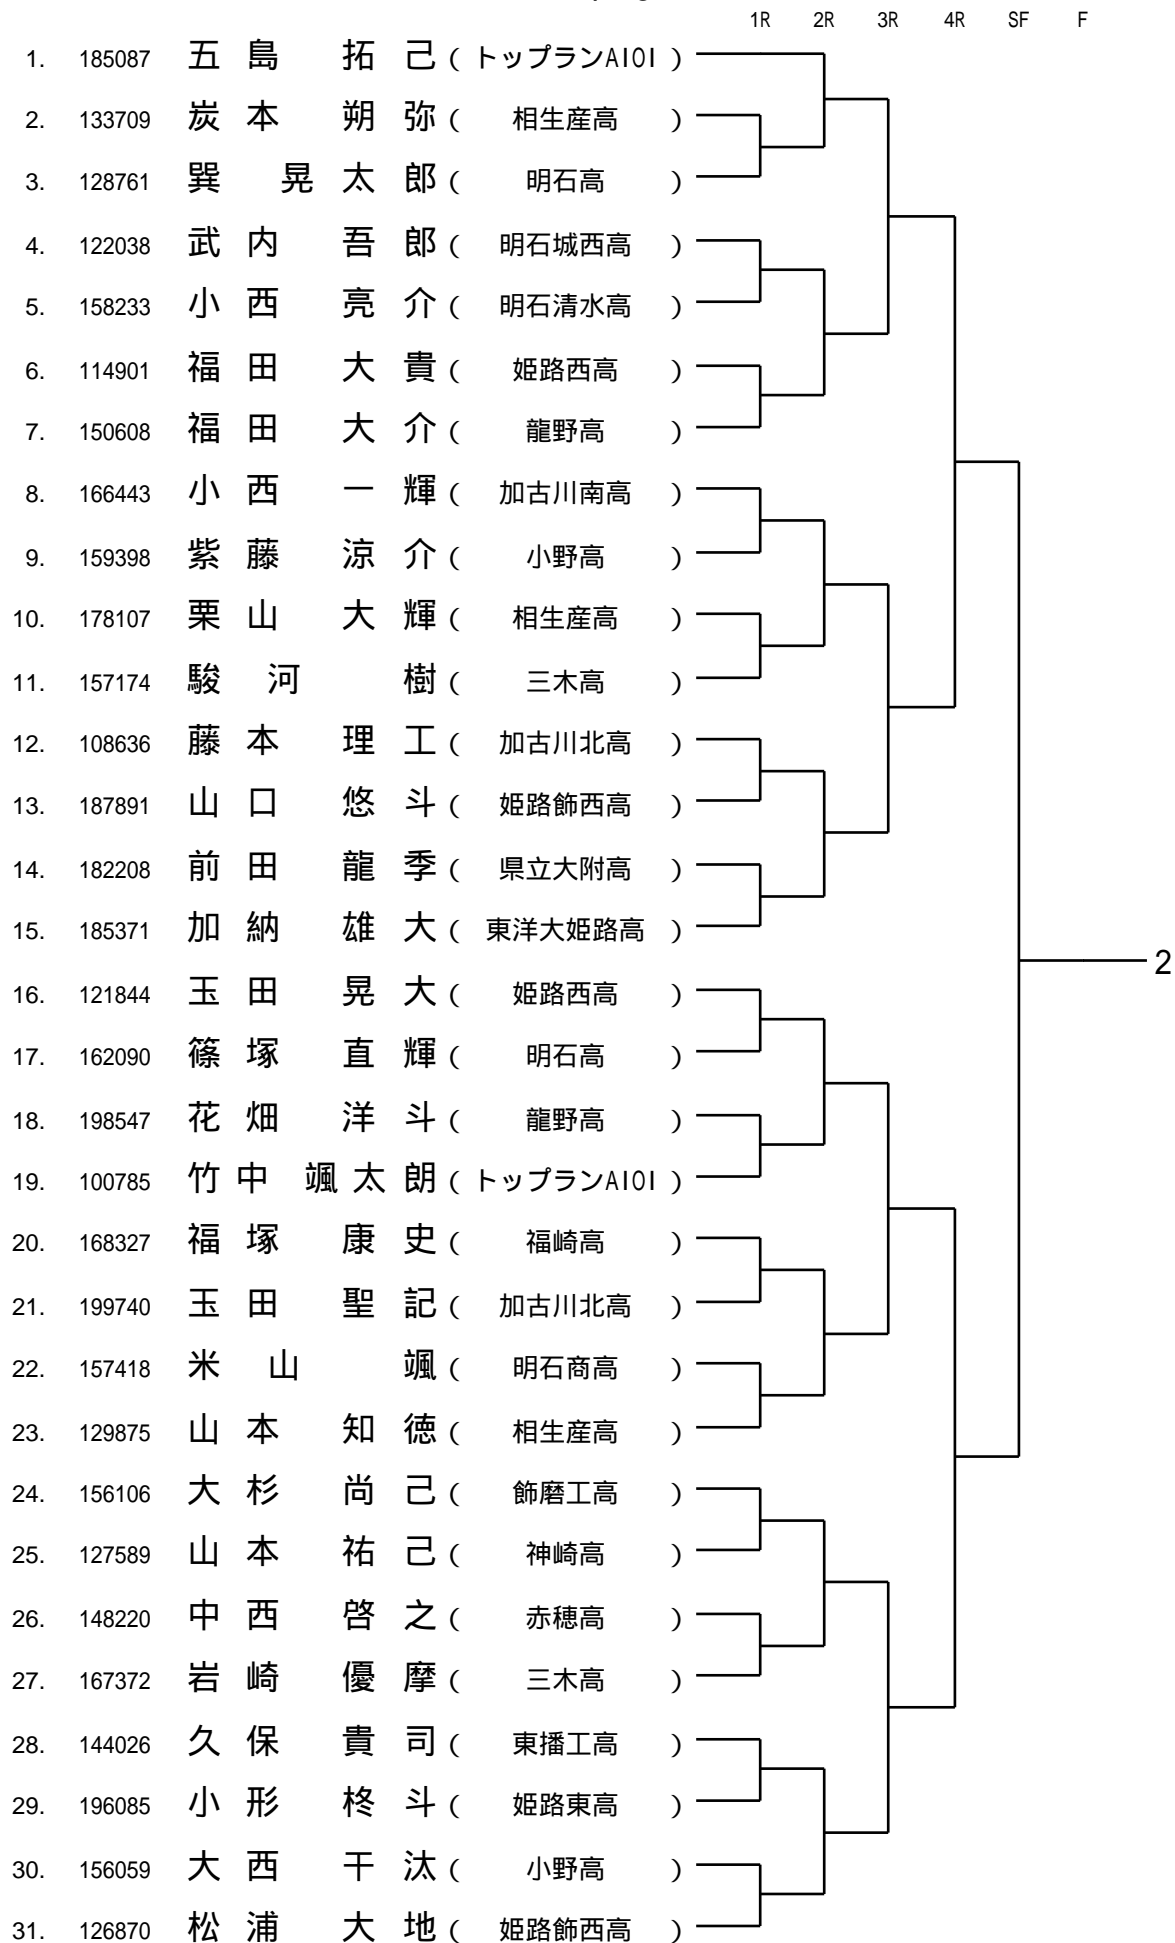 1R 2R 3R 4R SF F
1. 185087 五島 拓己 ( トップランAIOI )
2. 133709 炭本 朔弥 ( 相生産高 )
3. 128761 巽 晃太郎 ( 明石高 )
4. 122038 武内 吾郎 ( 明石城西高 )
5. 158233 小西 亮介 ( 明石清水高 )
6. 114901 福田 大貴 ( 姫路西高 )
7. 150608 福田 大介 ( 龍野高 )
8. 166443 小西 一輝 ( 加古川南高 )
9. 159398 紫藤 涼介 ( 小野高 )
10. 178107 栗山 大輝 ( 相生産高 )
11. 157174 駿河 樹 ( 三木高 )
12. 108636 藤本 理工 ( 加古川北高 )
13. 187891 山口 悠斗 ( 姫路飾西高 )
14. 182208 前田 龍季 ( 県立大附高 )
15. 185371 加納 雄大 ( 東洋大姫路高 )
2
16. 121844 玉田 晃大 ( 姫路西高 )
17. 162090 篠塚 直輝 ( 明石高 )
18. 198547 花畑 洋斗 ( 龍野高 )
19. 100785 竹中 颯太朗 ( トップランAIOI )
20. 168327 福塚 康史 ( 福崎高 )
21. 199740 玉田 聖記 ( 加古川北高 )
22. 157418 米山 颯 ( 明石商高 )
23. 129875 山本 知徳 ( 相生産高 )
24. 156106 大杉 尚己 ( 飾磨工高 )
25. 127589 山本 祐己 ( 神崎高 )
26. 148220 中西 啓之 ( 赤穂高 )
27. 167372 岩崎 優摩 ( 三木高 )
28. 144026 久保 貴司 ( 東播工高 )
29. 196085 小形 柊斗 ( 姫路東高 )
30. 156059 大西 干汰 ( 小野高 )
31. 126870 松浦 大地 ( 姫路飾西高 )